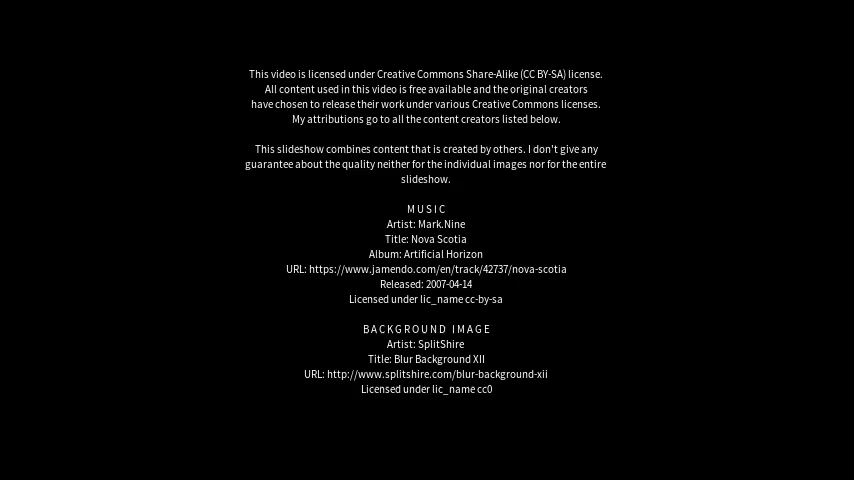 This video is licensed under Creative Commons Share-Alike (CC BY-SA) license.
All content used in this video is free available and the original creators
have chosen to release their work under various Creative Commons licenses.
My attributions go to all the content creators listed below.
This slideshow combines content that is created by others. I don't give any
guarantee about the quality neither for the individual images nor for the entire
slideshow.
MUSIC
Artist: Mark.Nine
Title: Nova Scotia
Album: Artificial Horizon
URL: https://www.jamendo.com/en/track/42737/nova-scotia
Released: 2007-04-14
Licensed under lic_name cc-by-sa
BACKGROUND IMAGE
Artist: SplitShire
Title: Blur Background XII
URL: http://www.splitshire.com/blur-background-xii
Licensed under lic_name cc0